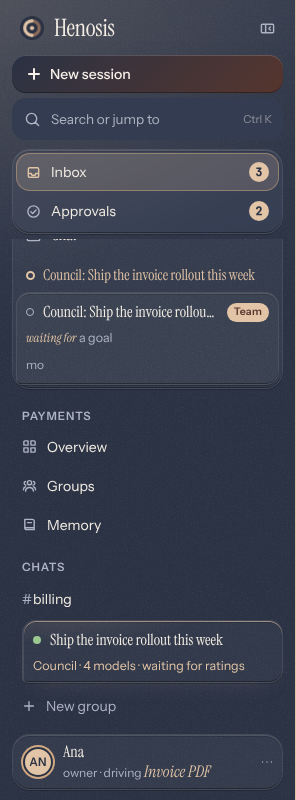 Henosis
New session
Search or jump to Ctrl K
Inbox 3
Approvals 2
Council: Ship the invoice rollout this week
Council: Ship the invoice rollou... Team
waiting for a goal
mo
PAYMENTS
Overview
Groups
Memory
CHATS
#billing
Ship the invoice rollout this week
Council · 4 models · waiting for ratings
+ New group
AN Ana ...
owner · driving Invoice PDF